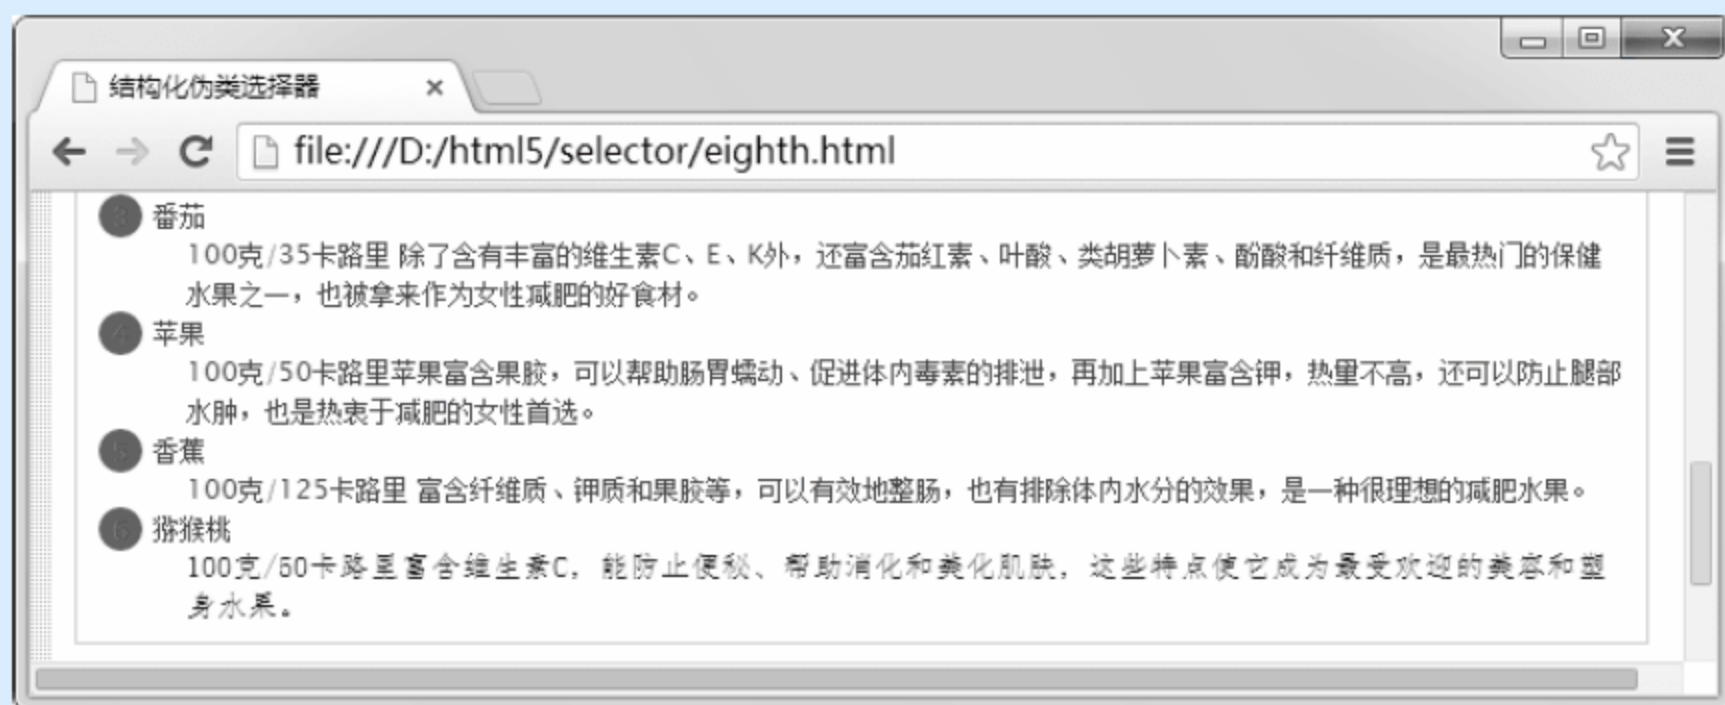 结构化伪类选择器
file:///D:/html5/selector/eighth.html
3 番茄
100克/35卡路里 除了含有丰富的维生素C、E、K外，还富含茄红素、叶酸、类胡萝卜素、酚酸和纤维质，是最热门的保健
水果之一，也被拿来作为女性减肥的好食材。
4 苹果
100克/50卡路里苹果富含果胶，可以帮助肠胃蠕动、促进体内毒素的排泄，再加上苹果富含钾，热量不高，还可以防止腿部
水肿，也是热衷于减肥的女性首选。
5 香蕉
100克/125卡路里 富含纤维质、钾质和果胶等，可以有效地整肠，也有排除体内水分的效果，是一种很理想的减肥水果。
6 猕猴桃
100克/60卡路里富含维生素C，能防止便秘、帮助消化和美化肌肤，这些特点使它成为最受欢迎的美容和塑
身水果。